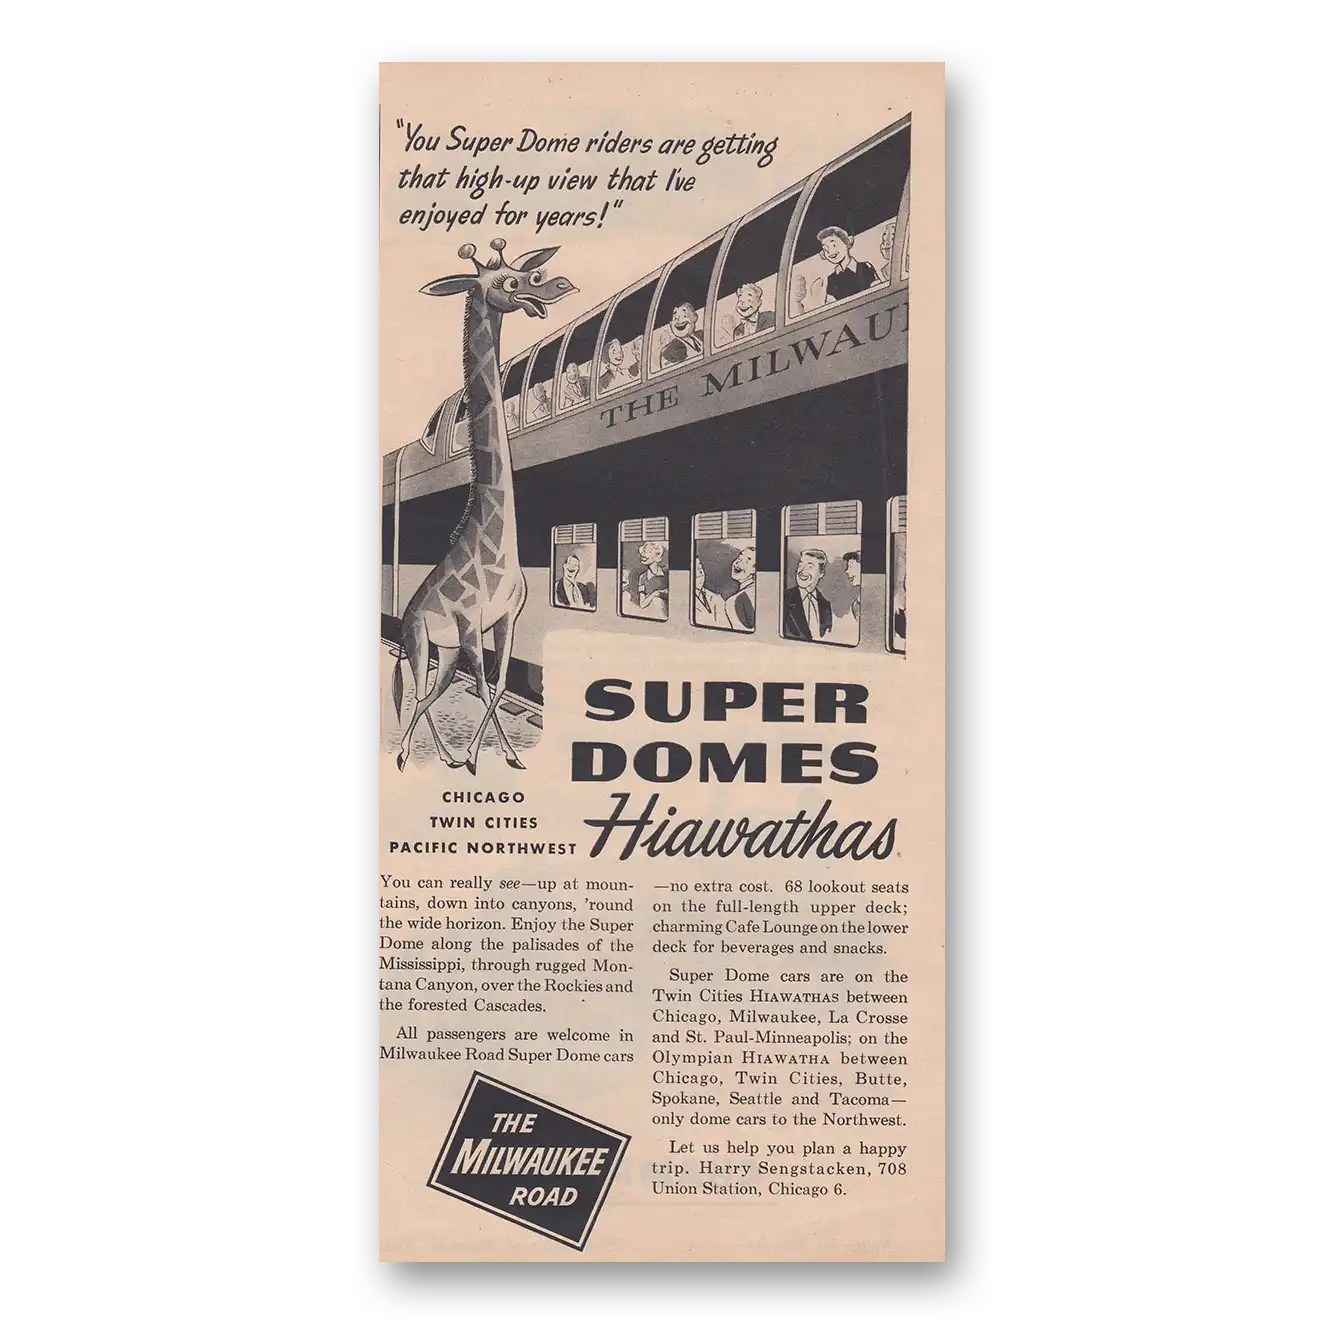 "You Super Dome riders are getting
that high-up view that I've
enjoyed for years!"
THE MILWAU
SUPER
DOMES
Hiawathas
CHICAGO
TWIN CITIES
PACIFIC NORTHWEST
You can really see—up at moun-
tains, down into canyons, 'round
the wide horizon. Enjoy the Super
Dome along the palisades of the
Mississippi, through rugged Mon-
tana Canyon, over the Rockies and
the forested Cascades.
All passengers are welcome in
Milwaukee Road Super Dome cars
—no extra cost. 68 lookout seats
on the full-length upper deck;
charming Cafe Lounge on the lower
deck for beverages and snacks.
Super Dome cars are on the
Twin Cities HIAWATHAS between
Chicago, Milwaukee, La Crosse
and St. Paul-Minneapolis; on the
Olympian HIAWATHA between
Chicago, Twin Cities, Butte,
Spokane, Seattle and Tacoma—
only dome cars to the Northwest.
Let us help you plan a happy
trip. Harry Sengstacken, 708
Union Station, Chicago 6.
THE
MILWAUKEE
ROAD